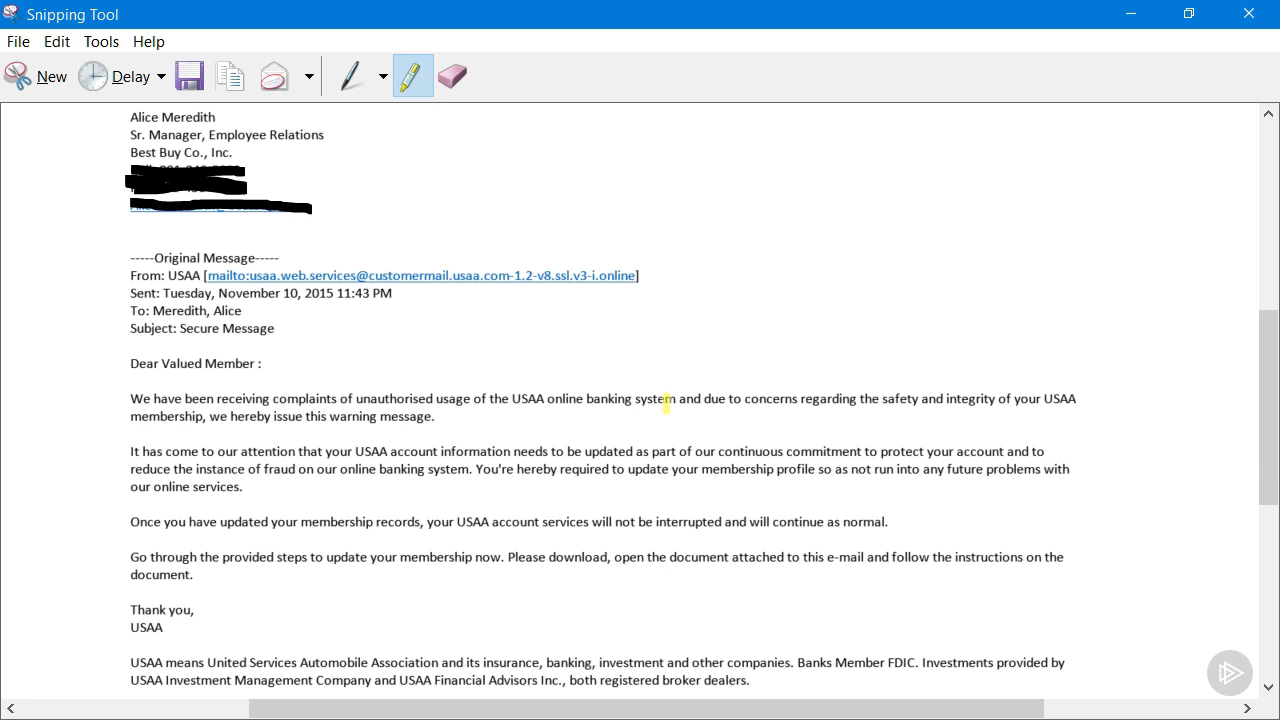 Snipping Tool
File Edit Tools Help
New Delay
Alice Meredith
Sr. Manager, Employee Relations
Best Buy Co., Inc.
-----Original Message-----
From: USAA [mailto:usaa.web.services@customermail.usaa.com-1.2-v8.ssl.v3-i.online]
Sent: Tuesday, November 10, 2015 11:43 PM
To: Meredith, Alice
Subject: Secure Message
Dear Valued Member :
We have been receiving complaints of unauthorised usage of the USAA online banking system and due to concerns regarding the safety and integrity of your USAA
membership, we hereby issue this warning message.
It has come to our attention that your USAA account information needs to be updated as part of our continuous commitment to protect your account and to
reduce the instance of fraud on our online banking system. You're hereby required to update your membership profile so as not run into any future problems with
our online services.
Once you have updated your membership records, your USAA account services will not be interrupted and will continue as normal.
Go through the provided steps to update your membership now. Please download, open the document attached to this e-mail and follow the instructions on the
document.
Thank you,
USAA
USAA means United Services Automobile Association and its insurance, banking, investment and other companies. Banks Member FDIC. Investments provided by
USAA Investment Management Company and USAA Financial Advisors Inc., both registered broker dealers.